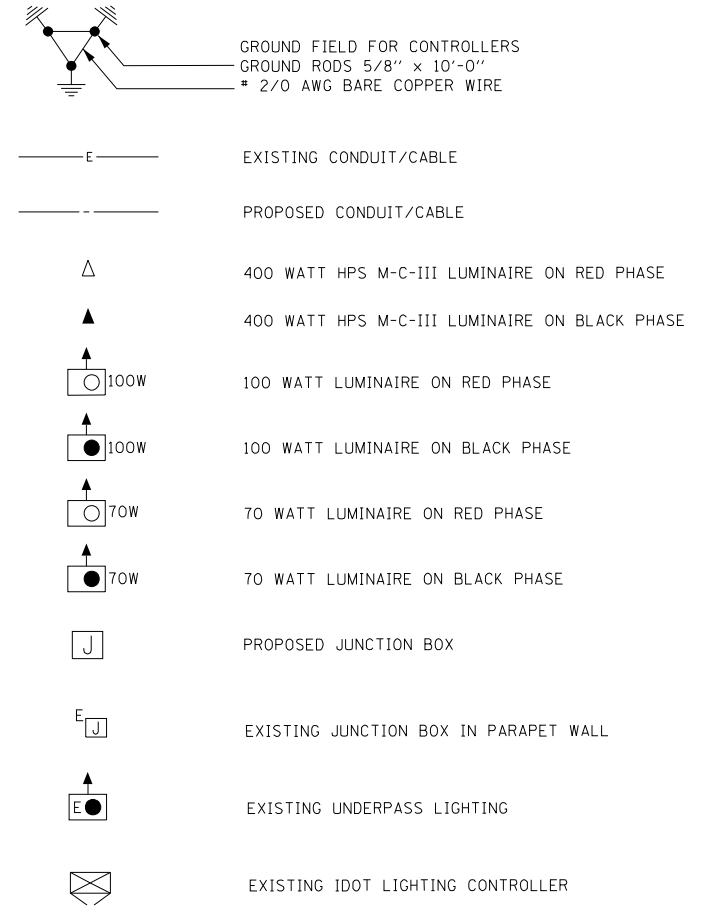 GROUND FIELD FOR CONTROLLERS
GROUND RODS 5/8'' x 10'-0''
# 2/0 AWG BARE COPPER WIRE
E EXISTING CONDUIT/CABLE
PROPOSED CONDUIT/CABLE
400 WATT HPS M-C-III LUMINAIRE ON RED PHASE
400 WATT HPS M-C-III LUMINAIRE ON BLACK PHASE
100W 100 WATT LUMINAIRE ON RED PHASE
100W 100 WATT LUMINAIRE ON BLACK PHASE
70W 70 WATT LUMINAIRE ON RED PHASE
70W 70 WATT LUMINAIRE ON BLACK PHASE
J PROPOSED JUNCTION BOX
E J EXISTING JUNCTION BOX IN PARAPET WALL
E EXISTING UNDERPASS LIGHTING
EXISTING IDOT LIGHTING CONTROLLER